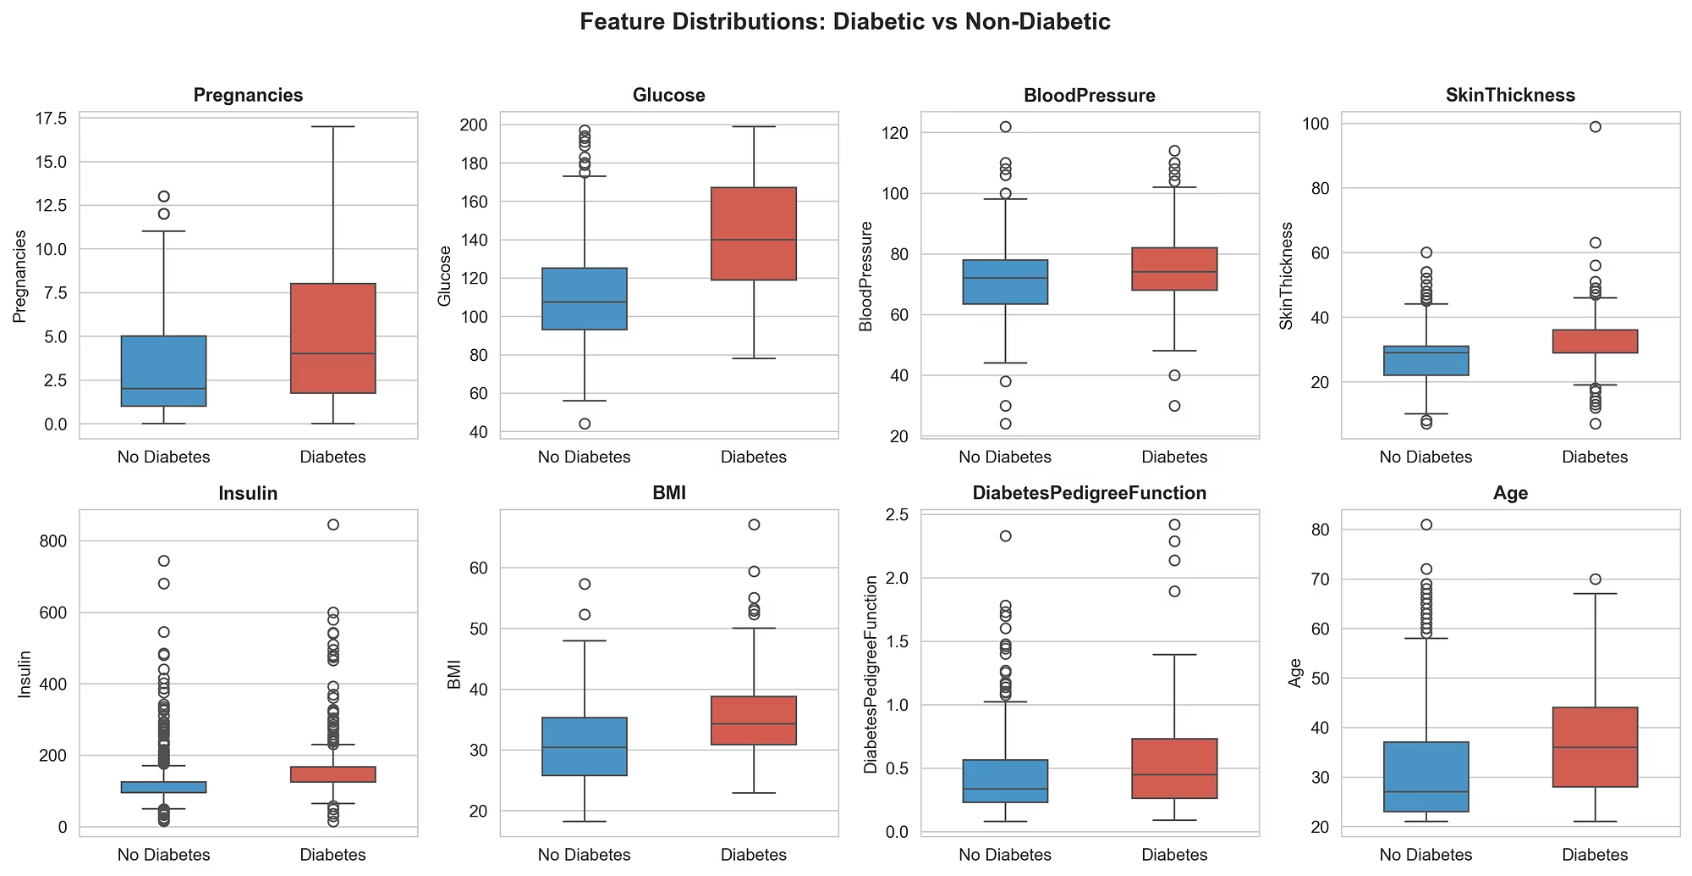 Feature Distributions: Diabetic vs Non-Diabetic
Pregnancies
Pregnancies
17.5
15.0
12.5
10.0
7.5
5.0
2.5
0.0
No Diabetes
Diabetes
Glucose
Glucose
200
180
160
140
120
100
80
60
40
No Diabetes
Diabetes
BloodPressure
BloodPressure
120
100
80
60
40
20
No Diabetes
Diabetes
SkinThickness
SkinThickness
100
80
60
40
20
No Diabetes
Diabetes
Insulin
Insulin
800
600
400
200
0
No Diabetes
Diabetes
BMI
BMI
60
50
40
30
20
No Diabetes
Diabetes
DiabetesPedigreeFunction
DiabetesPedigreeFunction
2.5
2.0
1.5
1.0
0.5
0.0
No Diabetes
Diabetes
Age
Age
80
70
60
50
40
30
20
No Diabetes
Diabetes